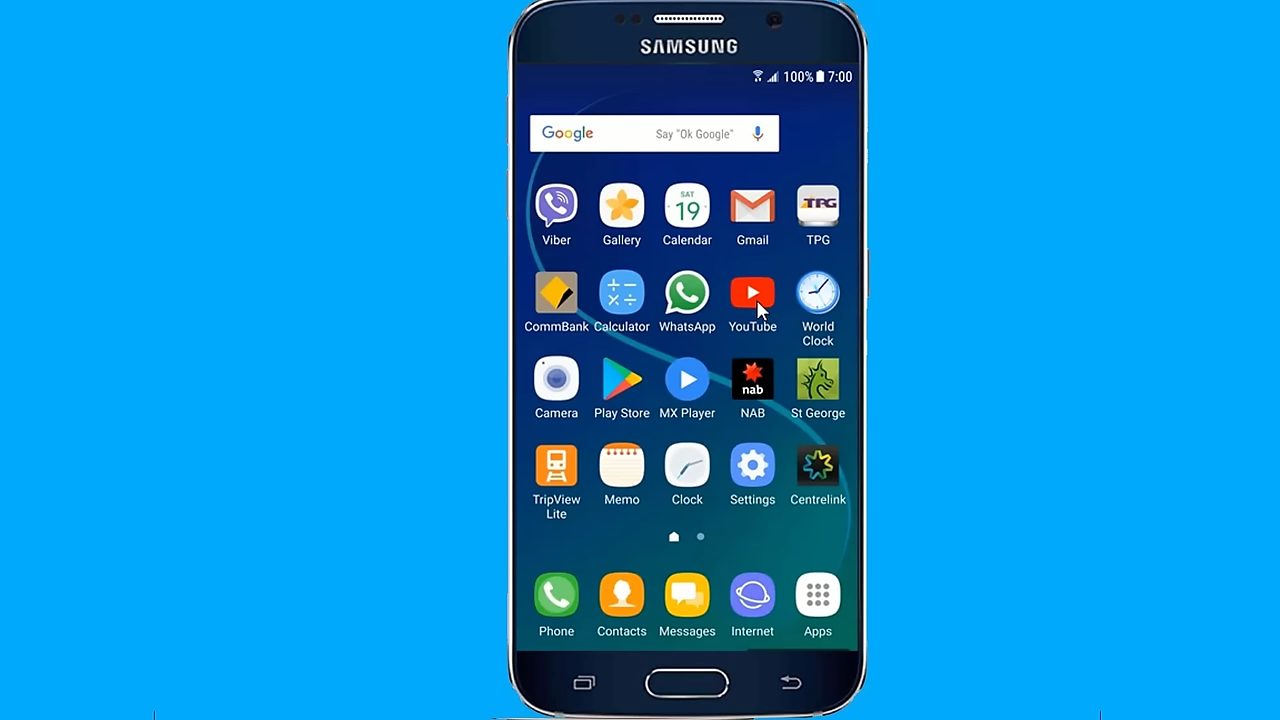 SAMSUNG
100% 7:00
Google Say "Ok Google"
SAT
19
TPG
Viber Gallery Calendar Gmail TPG
CommBank Calculator WhatsApp YouTube World
Clock
nab
Camera Play Store MX Player NAB St George
TripView Memo Clock Settings Centrelink
Lite
Phone Contacts Messages Internet Apps